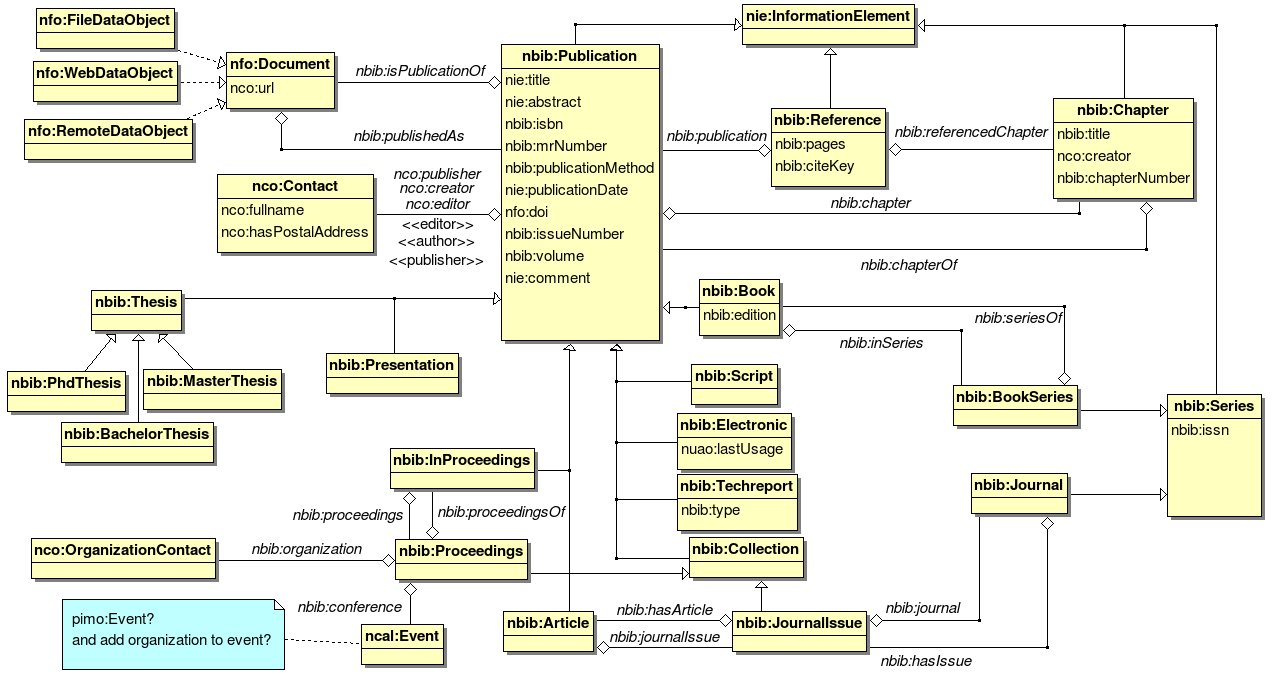 nfo:FileDataObject
nfo:WebDataObject
nfo:RemoteDataObject
nfo:Document
nco:url
nbib:isPublicationOf
nbib:publishedAs
nco:Contact
nco:fullname
nco:hasPostalAddress
nco:publisher
nco:creator
nco:editor
<<editor>>
<<author>>
<<publisher>>
nbib:Publication
nie:title
nie:abstract
nbib:isbn
nbib:mrNumber
nbib:publicationMethod
nie:publicationDate
nfo:doi
nbib:issueNumber
nbib:volume
nie:comment
nie:InformationElement
nbib:publication
nbib:Reference
nbib:pages
nbib:citeKey
nbib:referencedChapter
nbib:Chapter
nbib:title
nco:creator
nbib:chapterNumber
nbib:chapter
nbib:chapterOf
nbib:Thesis
nbib:PhdThesis
nbib:MasterThesis
nbib:BachelorThesis
nbib:Presentation
nbib:Book
nbib:edition
nbib:seriesOf
nbib:inSeries
nbib:BookSeries
nbib:Series
nbib:issn
nbib:Script
nbib:Electronic
nuao:lastUsage
nbib:Techreport
nbib:type
nbib:Collection
nbib:Journal
nbib:InProceedings
nbib:proceedings
nbib:proceedingsOf
nco:OrganizationContact
nbib:organization
nbib:Proceedings
nbib:conference
pimo:Event?
and add organization to event?
ncal:Event
nbib:Article
nbib:hasArticle
nbib:journalIssue
nbib:JournalIssue
nbib:journal
nbib:hasIssue